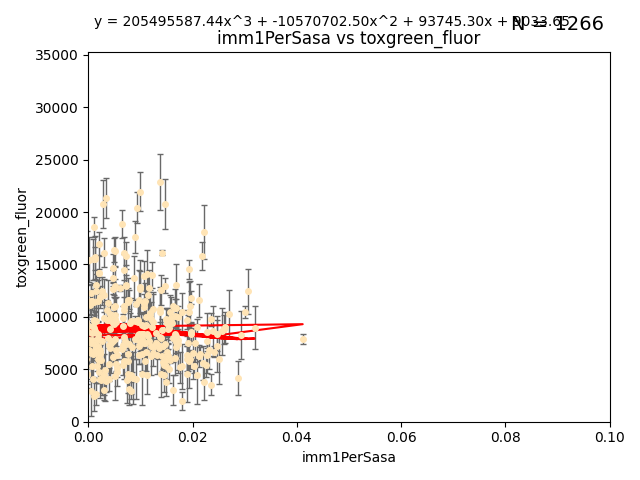 y = 205495587.44x^3 + -10570702.50x^2 + 93745.30x + 9033.65
N = 1266
imm1PerSasa vs toxgreen_fluor
35000
30000
25000
20000
15000
10000
5000
0
toxgreen_fluor
0.00 0.02 0.04 0.06 0.08 0.10
imm1PerSasa